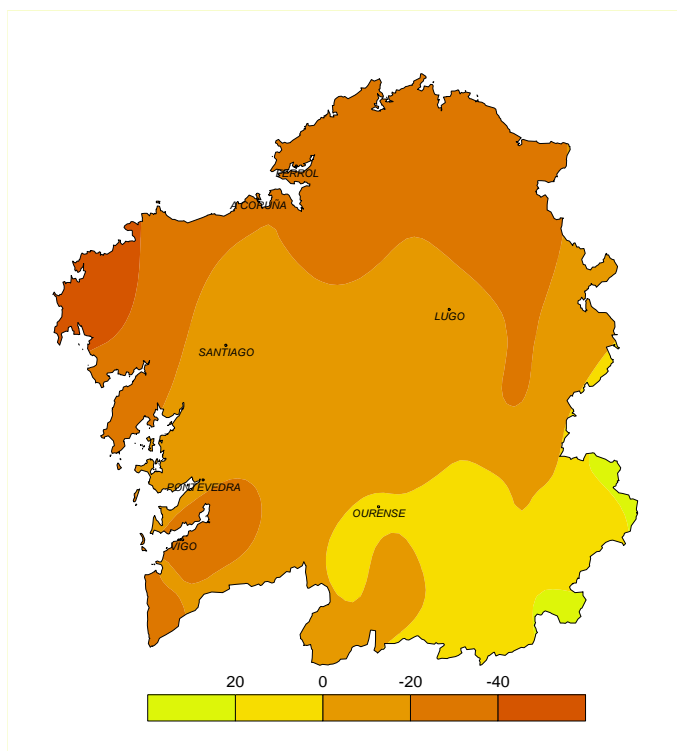 FERROL
A CORUÑA
LUGO
SANTIAGO
PONTEVEDRA
OURENSE
VIGO
20 0 -20 -40